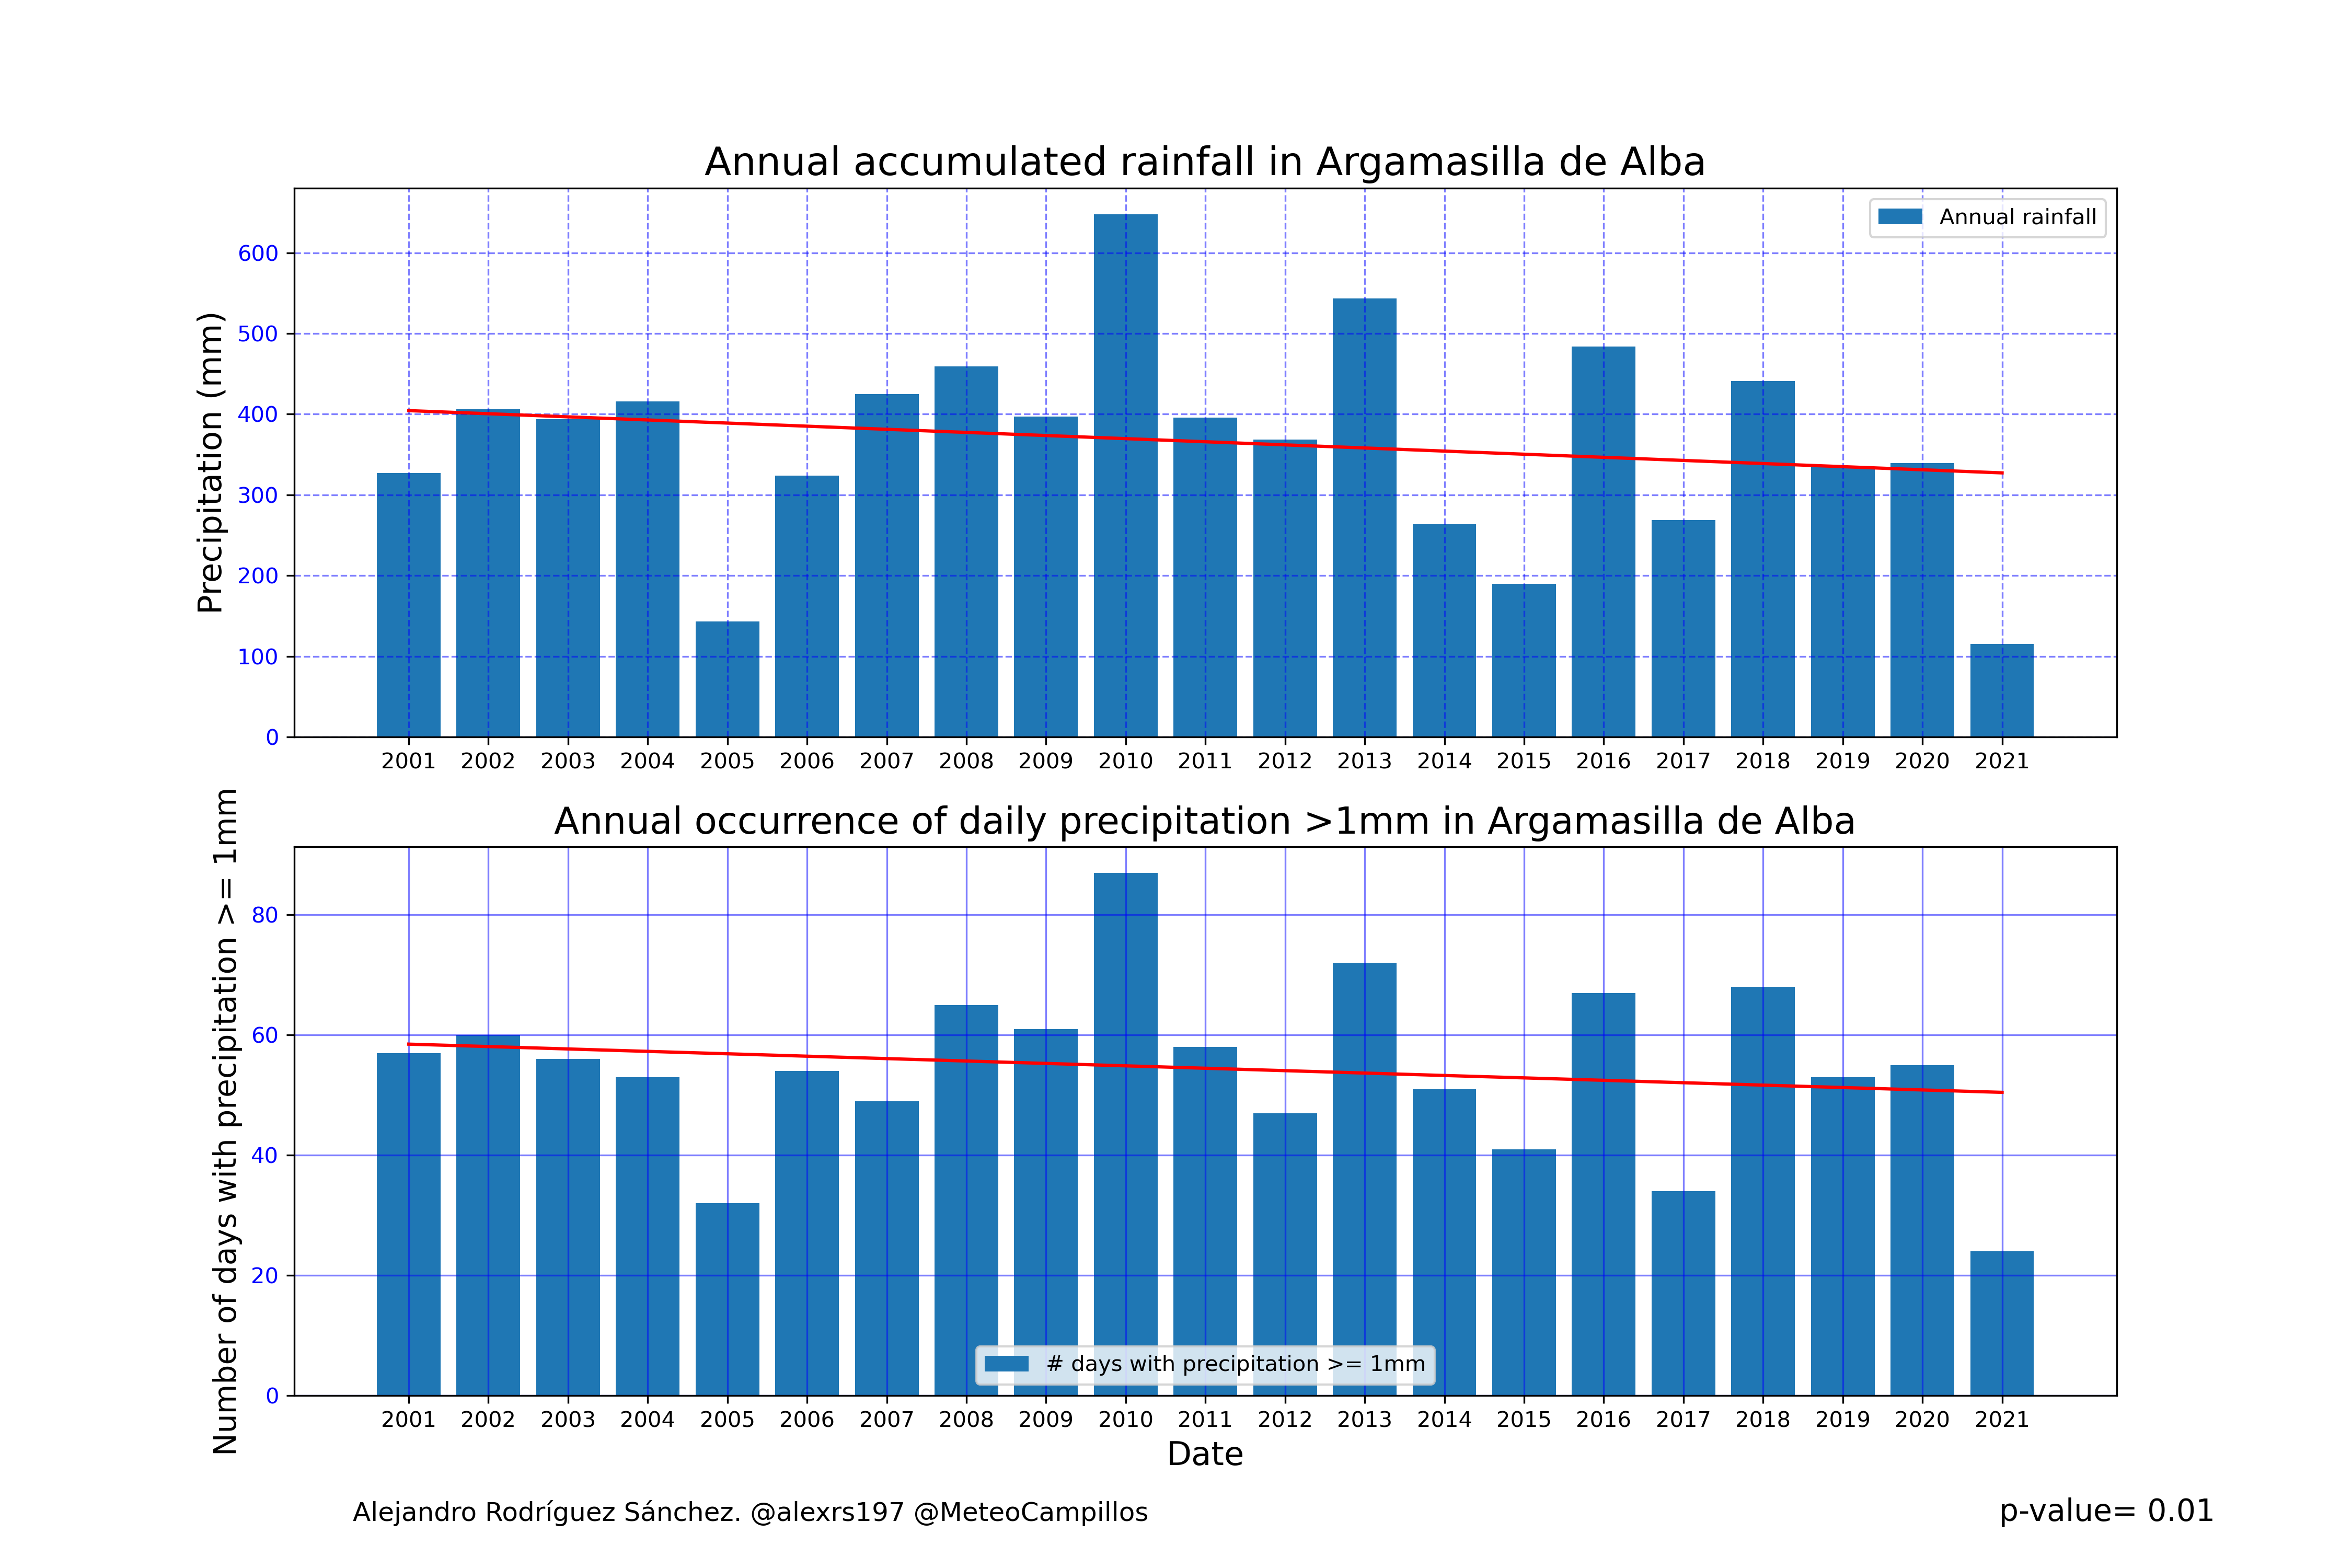 Annual accumulated rainfall in Argamasilla de Alba
Annual rainfall
Precipitation (mm)
600
500
400
300
200
100
0
2001 2002 2003 2004 2005 2006 2007 2008 2009 2010 2011 2012 2013 2014 2015 2016 2017 2018 2019 2020 2021
Annual occurrence of daily precipitation >1mm in Argamasilla de Alba
Number of days with precipitation >= 1mm
80
60
40
20
0
# days with precipitation >= 1mm
2001 2002 2003 2004 2005 2006 2007 2008 2009 2010 2011 2012 2013 2014 2015 2016 2017 2018 2019 2020 2021
Date
Alejandro Rodríguez Sánchez. @alexrs197 @MeteoCampillos
p-value= 0.01